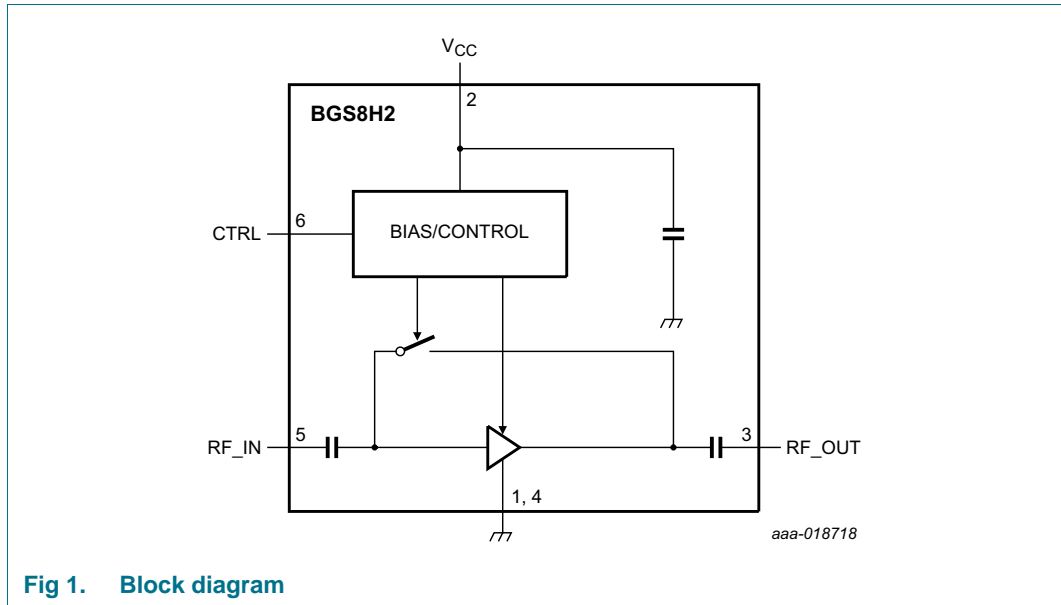 VCC
2
BGS8H2
6
CTRL
BIAS/CONTROL
5
RF_IN
3
RF_OUT
1, 4
aaa-018718
Fig 1. Block diagram